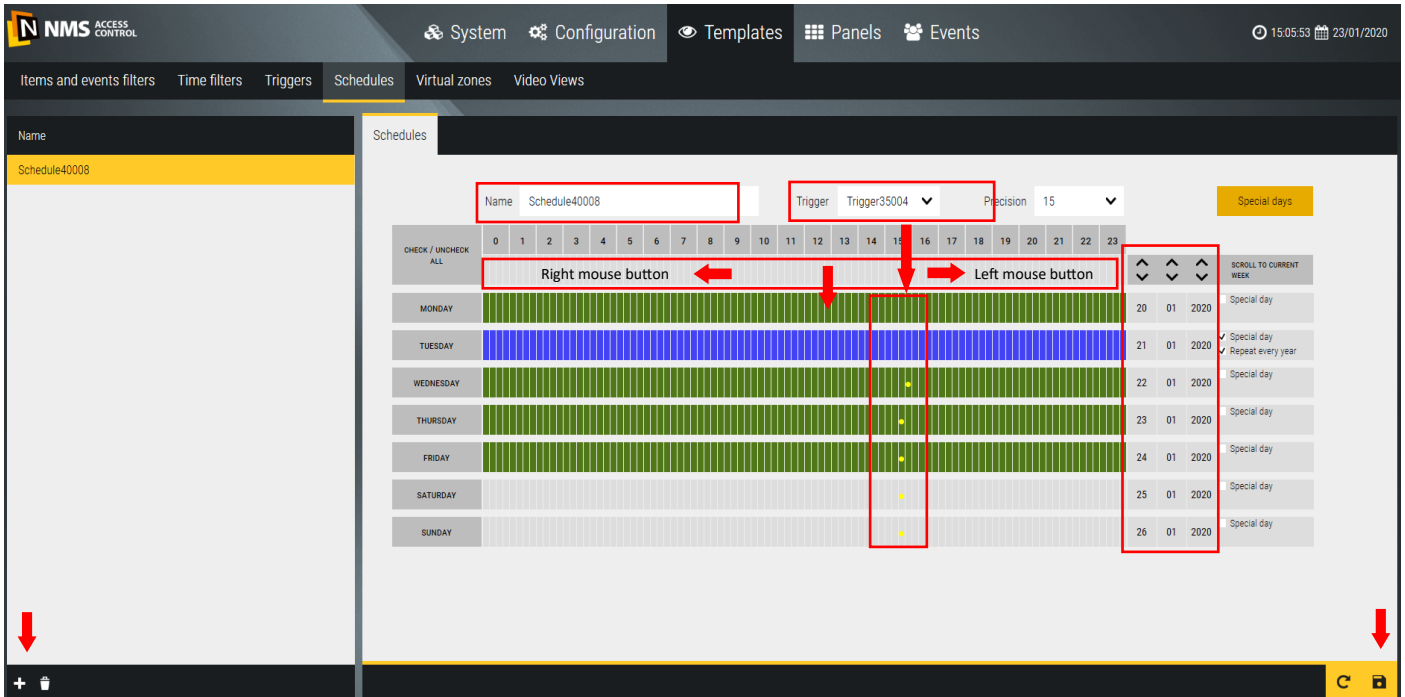 NMS ACCESS CONTROL
System Configuration Templates Panels Events
15:05:53 23/01/2020
Items and events filters Time filters Triggers Schedules Virtual zones Video Views
Name
Schedule40008
Schedules
Name Schedule40008 Trigger Trigger35004 Precision 15 Special days
CHECK / UNCHECK ALL
0 1 2 3 4 5 6 7 8 9 10 11 12 13 14 15 16 17 18 19 20 21 22 23
Right mouse button Left mouse button
SCROLL TO CURRENT WEEK
MONDAY 20 01 2020 Special day
TUESDAY 21 01 2020 Special day
Repeat every year
WEDNESDAY 22 01 2020 Special day
THURSDAY 23 01 2020 Special day
FRIDAY 24 01 2020 Special day
SATURDAY 25 01 2020 Special day
SUNDAY 26 01 2020 Special day